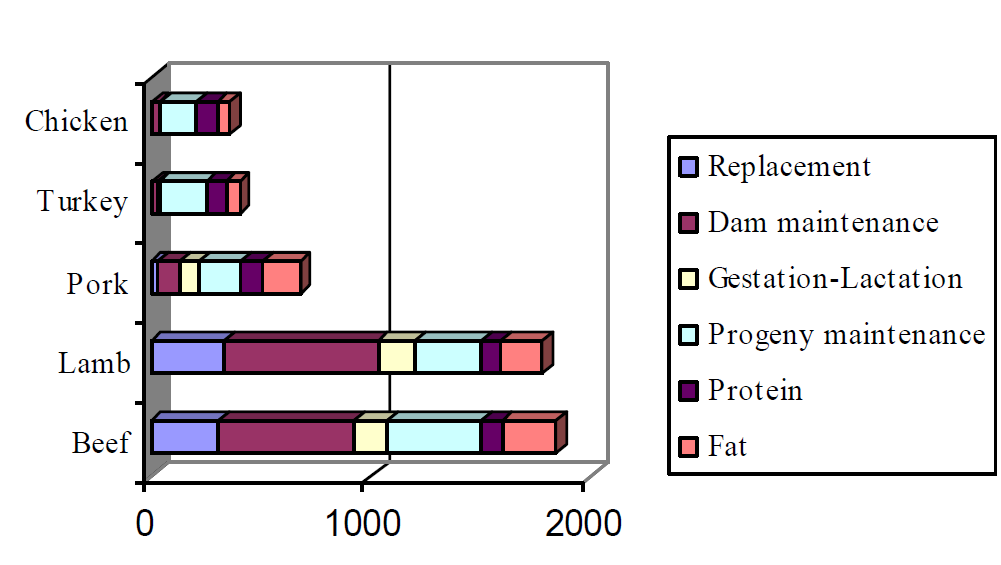 Chicken
Turkey
Pork
Lamb
Beef
0 1000 2000
Replacement
Dam maintenance
Gestation-Lactation
Progeny maintenance
Protein
Fat